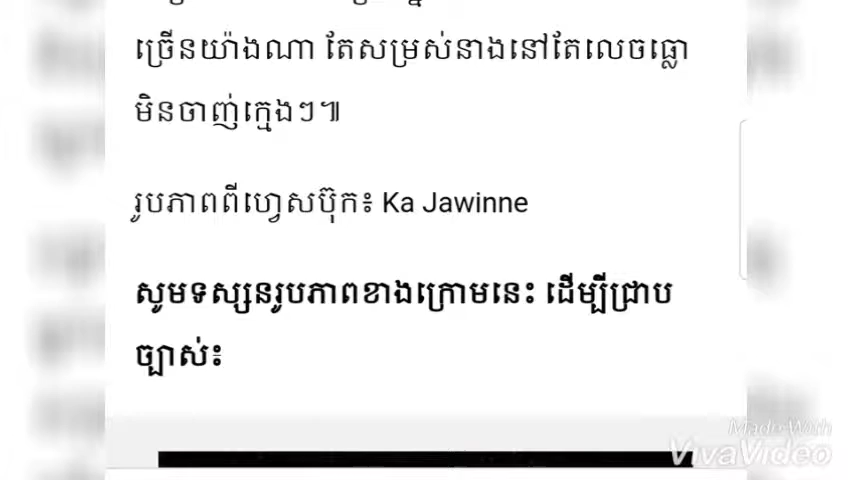 ច្រើនយ៉ាងណា តែសម្រស់នាងនៅតែលេចធ្លោ
មិនចាញ់ក្មេងៗ៕
រូបភាពពីហ្វេសប៊ុក៖ Ka Jawinne
សូមទស្សនរូបភាពខាងក្រោមនេះ ដើម្បីជ្រាប
ច្បាស់៖
Made With
VivaVideo